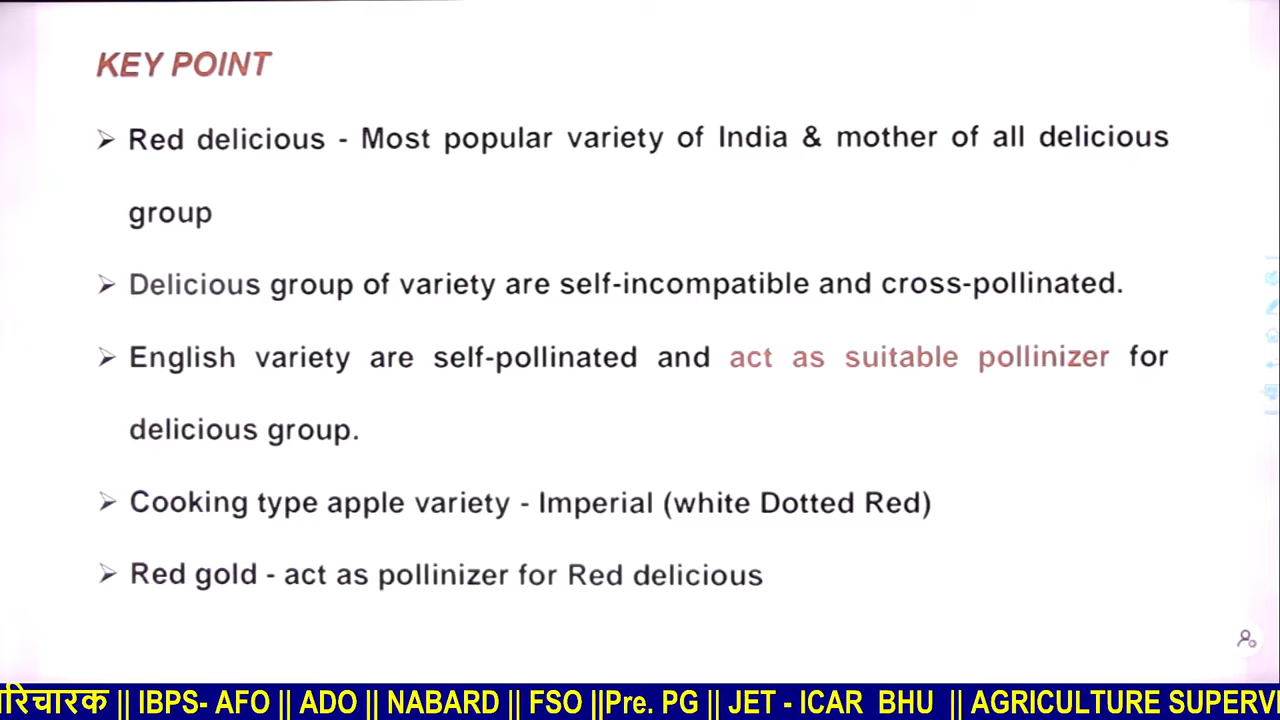 KEY POINT
➢ Red delicious - Most popular variety of India & mother of all delicious
group
➢ Delicious group of variety are self-incompatible and cross-pollinated.
➢ English variety are self-pollinated and act as suitable pollinizer for
delicious group.
➢ Cooking type apple variety - Imperial (white Dotted Red)
➢ Red gold - act as pollinizer for Red delicious
रिचारक || IBPS- AFO || ADO || NABARD || FSO ||Pre. PG || JET - ICAR BHU || AGRICULTURE SUPERV